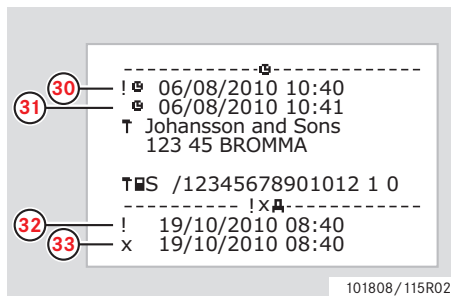 30 ! 06/08/2010 10:40
31 06/08/2010 10:41
Johansson and Sons
123 45 BROMMA
S /12345678901012 1 0
---------- !x ----------
32 ! 19/10/2010 08:40
33 x 19/10/2010 08:40
101808/115R02